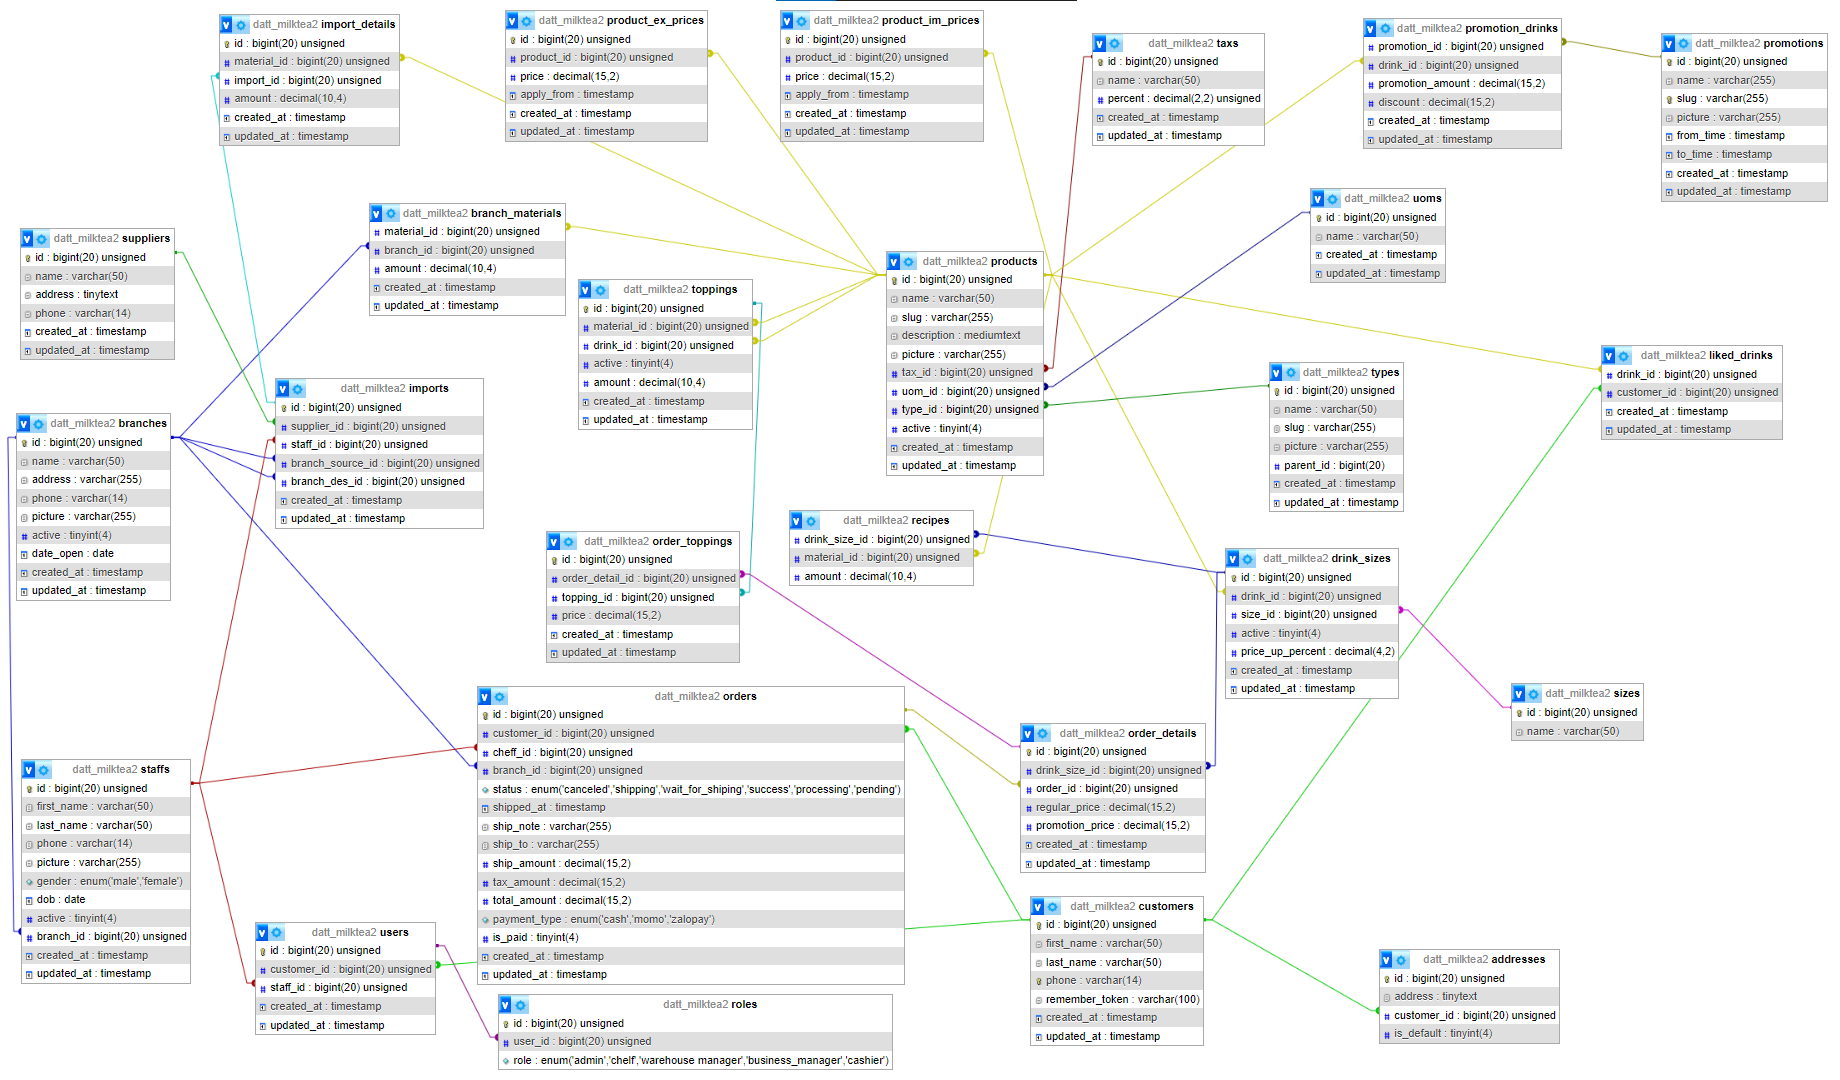 datt_milktea2 import_details
id : bigint(20) unsigned
material_id : bigint(20) unsigned
import_id : bigint(20) unsigned
amount : decimal(10,4)
created_at : timestamp
updated_at : timestamp
datt_milktea2 product_ex_prices
id : bigint(20) unsigned
product_id : bigint(20) unsigned
price : decimal(15,2)
apply_from : timestamp
created_at : timestamp
updated_at : timestamp
datt_milktea2 product_im_prices
id : bigint(20) unsigned
product_id : bigint(20) unsigned
price : decimal(15,2)
apply_from : timestamp
created_at : timestamp
updated_at : timestamp
datt_milktea2 taxs
id : bigint(20) unsigned
name : varchar(50)
percent : decimal(2,2) unsigned
created_at : timestamp
updated_at : timestamp
datt_milktea2 promotion_drinks
promotion_id : bigint(20) unsigned
drink_id : bigint(20) unsigned
promotion_amount : decimal(15,2)
discount : decimal(15,2)
created_at : timestamp
updated_at : timestamp
datt_milktea2 promotions
id : bigint(20) unsigned
name : varchar(255)
slug : varchar(255)
picture : varchar(255)
from_time : timestamp
to_time : timestamp
created_at : timestamp
updated_at : timestamp
datt_milktea2 suppliers
id : bigint(20) unsigned
name : varchar(50)
address : tinytext
phone : varchar(14)
created_at : timestamp
updated_at : timestamp
datt_milktea2 branch_materials
material_id : bigint(20) unsigned
branch_id : bigint(20) unsigned
amount : decimal(10,4)
created_at : timestamp
updated_at : timestamp
datt_milktea2 toppings
id : bigint(20) unsigned
material_id : bigint(20) unsigned
drink_id : bigint(20) unsigned
active : tinyint(4)
amount : decimal(10,4)
created_at : timestamp
updated_at : timestamp
datt_milktea2 products
id : bigint(20) unsigned
name : varchar(50)
slug : varchar(255)
description : mediumtext
picture : varchar(255)
tax_id : bigint(20) unsigned
uom_id : bigint(20) unsigned
type_id : bigint(20) unsigned
active : tinyint(4)
created_at : timestamp
updated_at : timestamp
datt_milktea2 uoms
id : bigint(20) unsigned
name : varchar(50)
created_at : timestamp
updated_at : timestamp
datt_milktea2 types
id : bigint(20) unsigned
name : varchar(50)
slug : varchar(255)
picture : varchar(255)
parent_id : bigint(20)
created_at : timestamp
updated_at : timestamp
datt_milktea2 liked_drinks
drink_id : bigint(20) unsigned
customer_id : bigint(20) unsigned
created_at : timestamp
updated_at : timestamp
datt_milktea2 branches
id : bigint(20) unsigned
name : varchar(50)
address : varchar(255)
phone : varchar(14)
picture : varchar(255)
active : tinyint(4)
date_open : date
created_at : timestamp
updated_at : timestamp
datt_milktea2 imports
id : bigint(20) unsigned
supplier_id : bigint(20) unsigned
staff_id : bigint(20) unsigned
branch_source_id : bigint(20) unsigned
branch_des_id : bigint(20) unsigned
created_at : timestamp
updated_at : timestamp
datt_milktea2 order_toppings
id : bigint(20) unsigned
order_detail_id : bigint(20) unsigned
topping_id : bigint(20) unsigned
price : decimal(15,2)
created_at : timestamp
updated_at : timestamp
datt_milktea2 recipes
drink_size_id : bigint(20) unsigned
material_id : bigint(20) unsigned
amount : decimal(10,4)
datt_milktea2 drink_sizes
id : bigint(20) unsigned
drink_id : bigint(20) unsigned
size_id : bigint(20) unsigned
active : tinyint(4)
price_up_percent : decimal(4,2)
created_at : timestamp
updated_at : timestamp
datt_milktea2 sizes
id : bigint(20) unsigned
name : varchar(50)
datt_milktea2 orders
id : bigint(20) unsigned
customer_id : bigint(20) unsigned
cheff_id : bigint(20) unsigned
branch_id : bigint(20) unsigned
status : enum('canceled','shipping','wait_for_shiping','success','processing','pending')
shipped_at : timestamp
ship_note : varchar(255)
ship_to : varchar(255)
ship_amount : decimal(15,2)
tax_amount : decimal(15,2)
total_amount : decimal(15,2)
payment_type : enum('cash','momo','zalopay')
is_paid : tinyint(4)
created_at : timestamp
updated_at : timestamp
datt_milktea2 order_details
id : bigint(20) unsigned
drink_size_id : bigint(20) unsigned
order_id : bigint(20) unsigned
regular_price : decimal(15,2)
promotion_price : decimal(15,2)
created_at : timestamp
updated_at : timestamp
datt_milktea2 staffs
id : bigint(20) unsigned
first_name : varchar(50)
last_name : varchar(50)
phone : varchar(14)
picture : varchar(255)
gender : enum('male','female')
dob : date
active : tinyint(4)
branch_id : bigint(20) unsigned
created_at : timestamp
updated_at : timestamp
datt_milktea2 users
id : bigint(20) unsigned
customer_id : bigint(20) unsigned
staff_id : bigint(20) unsigned
created_at : timestamp
updated_at : timestamp
datt_milktea2 roles
id : bigint(20) unsigned
user_id : bigint(20) unsigned
role : enum('admin','chelf','warehouse manager','business_manager','cashier')
datt_milktea2 customers
id : bigint(20) unsigned
first_name : varchar(50)
last_name : varchar(50)
phone : varchar(14)
remember_token : varchar(100)
created_at : timestamp
updated_at : timestamp
datt_milktea2 addresses
id : bigint(20) unsigned
address : tinytext
customer_id : bigint(20) unsigned
is_default : tinyint(4)